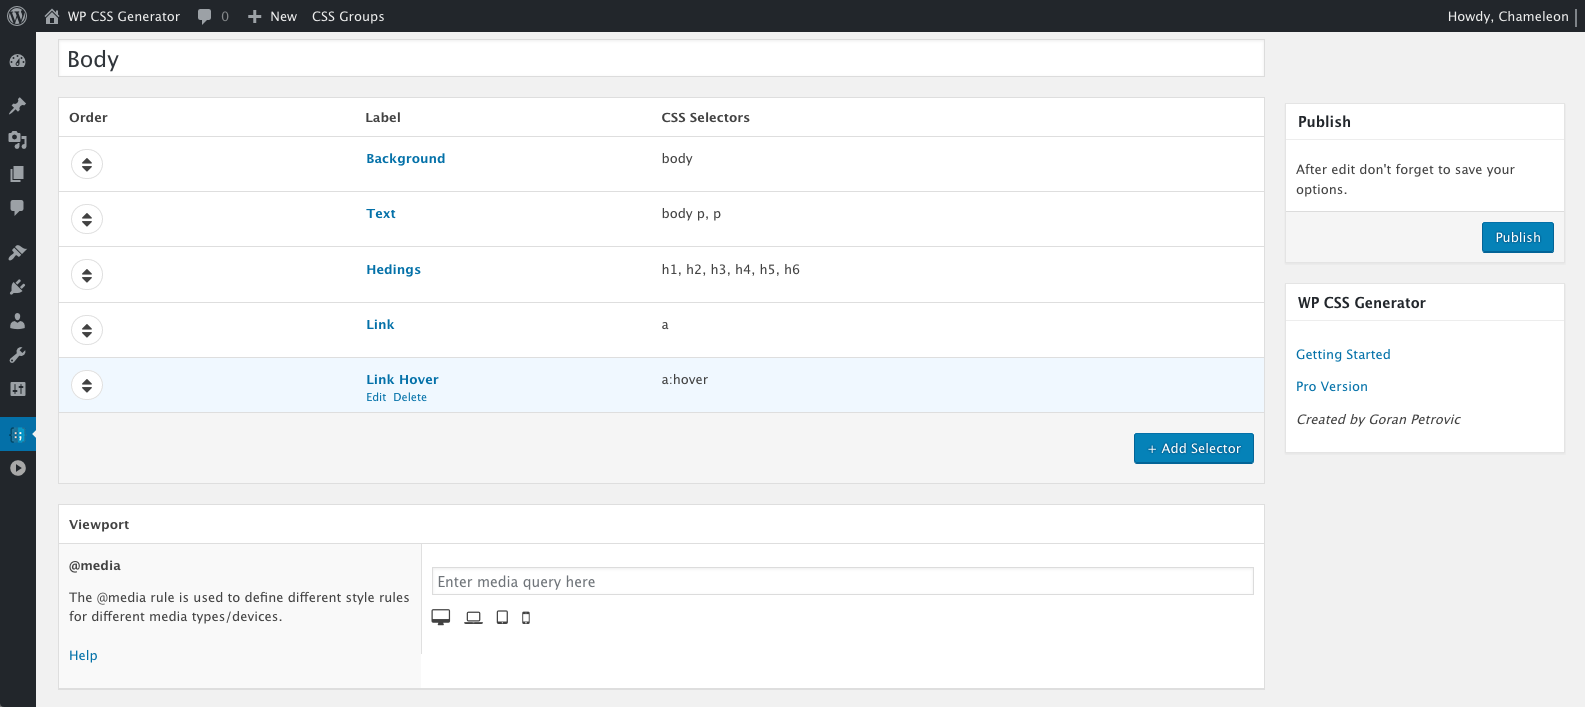 WP CSS Generator 0 New CSS Groups Howdy, Chameleon
Body
Order Label CSS Selectors
Background body
Text body p, p
Hedings h1, h2, h3, h4, h5, h6
Link a
Link Hover a:hover
Edit Delete
+ Add Selector
Viewport
@media
The @media rule is used to define different style rules
for different media types/devices.
Help
Enter media query here
Publish
After edit don't forget to save your
options.
Publish
WP CSS Generator
Getting Started
Pro Version
Created by Goran Petrovic